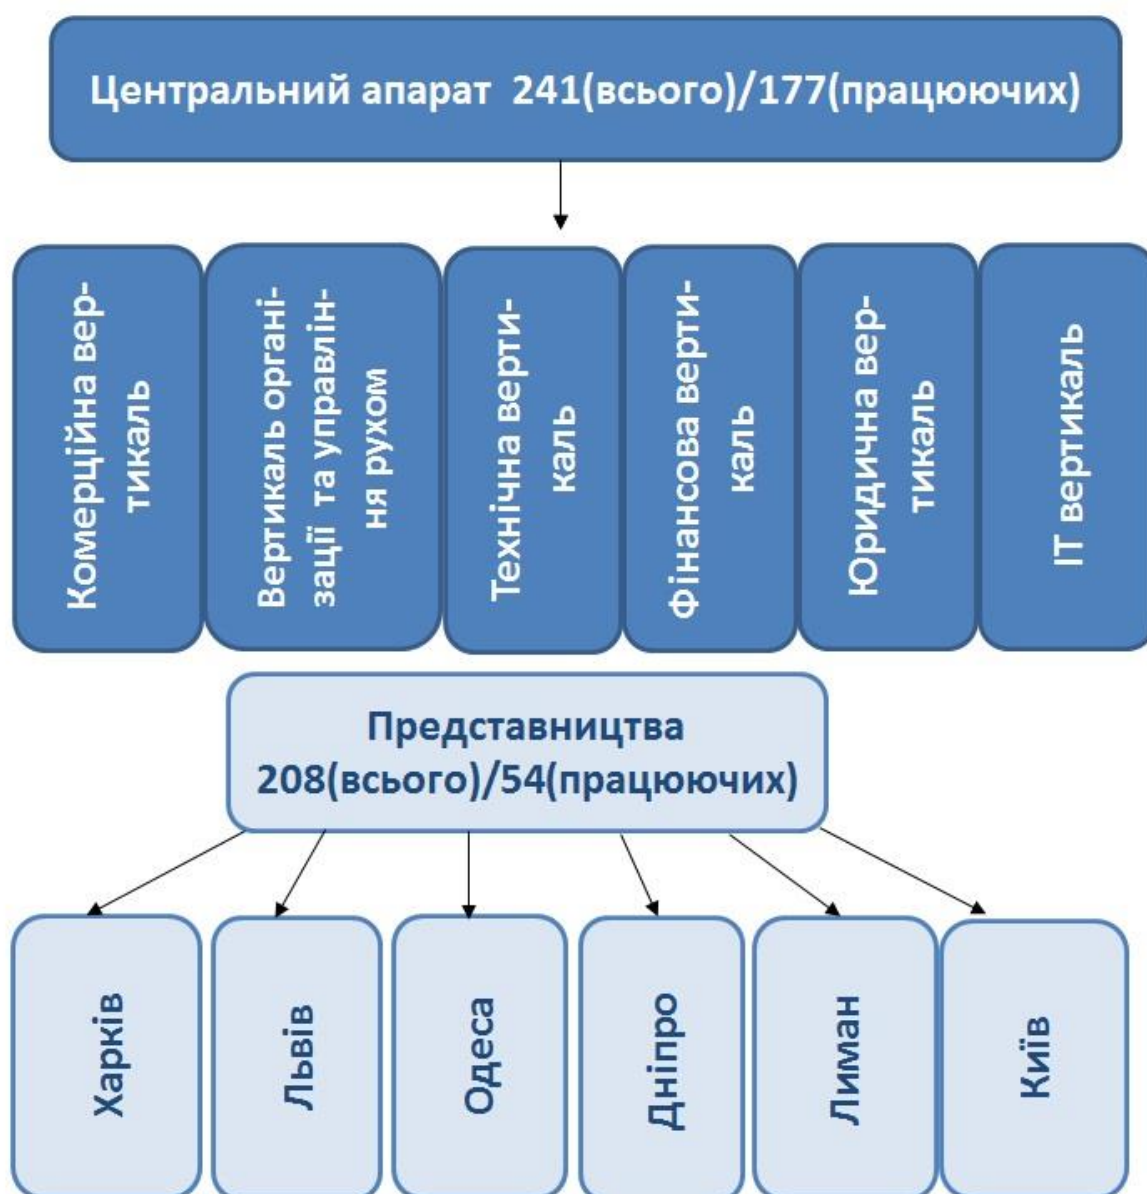 Центральний апарат 241(всього)/177(працюючих)
Комерційна вер-
тикаль
Вертикаль органі-
зації та управлін-
ня рухом
Технічна верти-
каль
Фінансова верти-
каль
Юридична вер-
тикаль
ІТ вертикаль
Представництва
208(всього)/54(працюючих)
Харків
Львів
Одеса
Дніпро
Лиман
Київ